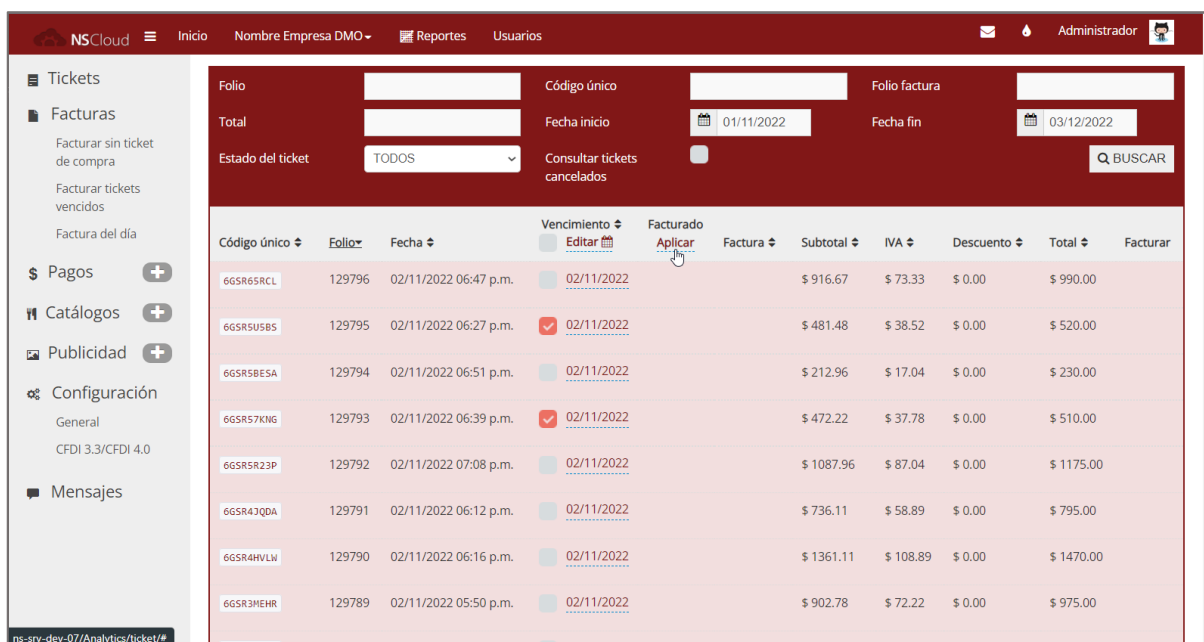 NSCloud Inicio Nombre Empresa DMO Reportes Usuarios Administrador
Tickets
Facturas
Facturar sin ticket
de compra
Facturar tickets
vencidos
Factura del día
$ Pagos
Catálogos
Publicidad
Configuración
General
CFDI 3.3/CFDI 4.0
Mensajes
Folio Código único Folio factura
Total Fecha inicio 01/11/2022 Fecha fin 03/12/2022
Estado del ticket TODOS Consultar tickets
cancelados BUSCAR
Vencimiento Facturado
Código único Folio Fecha Editar Aplicar Factura Subtotal IVA Descuento Total Facturar
6GSR65RCL 129796 02/11/2022 06:47 p.m. 02/11/2022 $ 916.67 $ 73.33 $ 0.00 $ 990.00
6GSR5U5BS 129795 02/11/2022 06:27 p.m. 02/11/2022 $ 481.48 $ 38.52 $ 0.00 $ 520.00
6GSR5BESA 129794 02/11/2022 06:51 p.m. 02/11/2022 $ 212.96 $ 17.04 $ 0.00 $ 230.00
6GSR57KNG 129793 02/11/2022 06:39 p.m. 02/11/2022 $ 472.22 $ 37.78 $ 0.00 $ 510.00
6GSR5R23P 129792 02/11/2022 07:08 p.m. 02/11/2022 $ 1087.96 $ 87.04 $ 0.00 $ 1175.00
6GSR4JQDA 129791 02/11/2022 06:12 p.m. 02/11/2022 $ 736.11 $ 58.89 $ 0.00 $ 795.00
6GSR4HVLW 129790 02/11/2022 06:16 p.m. 02/11/2022 $ 1361.11 $ 108.89 $ 0.00 $ 1470.00
6GSR3MEHR 129789 02/11/2022 05:50 p.m. 02/11/2022 $ 902.78 $ 72.22 $ 0.00 $ 975.00
ns-srv-dev-07/Analytics/ticket/#